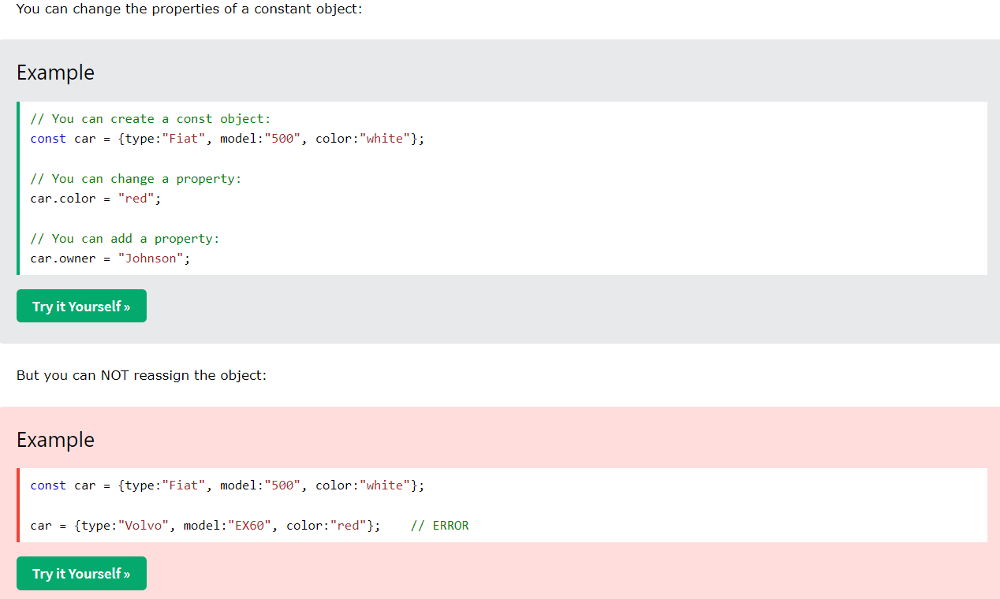 You can change the properties of a constant object:
Example
// You can create a const object:
const car = {type:"Fiat", model:"500", color:"white"};
// You can change a property:
car.color = "red";
// You can add a property:
car.owner = "Johnson";
Try it Yourself »
But you can NOT reassign the object:
Example
const car = {type:"Fiat", model:"500", color:"white"};
car = {type:"Volvo", model:"EX60", color:"red"};    // ERROR
Try it Yourself »